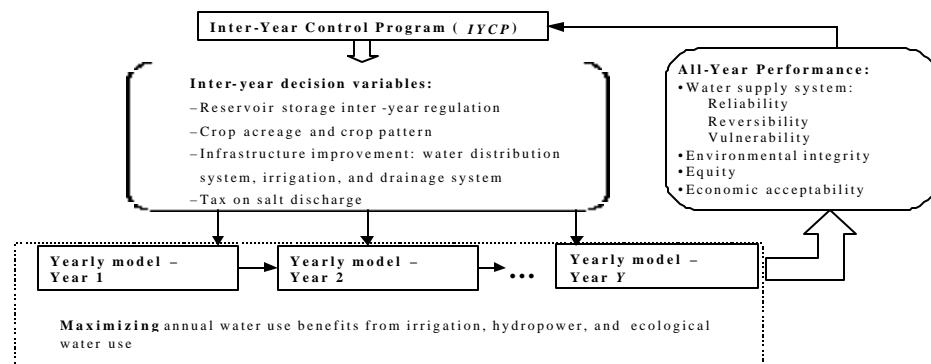 Inter-Year Control Program ( IYCP)
Inter-year decision variables:
–Reservoir storage inter -year regulation
–Crop acreage and crop pattern
–Infrastructure improvement: water distribution
system, irrigation, and drainage system
–Tax on salt discharge
All-Year Performance:
•Water supply system:
Reliability
Reversibility
Vulnerability
•Environmental integrity
•Equity
•Economic acceptability
Yearly model –
Year 1
Yearly model –
Year 2
...
Yearly model –
Year Y
Maximizing annual water use benefits from irrigation, hydropower, and ecological
water use